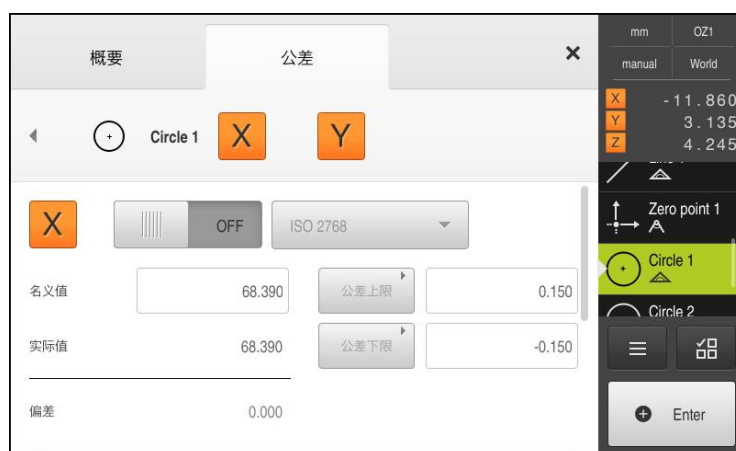 概要
公差
×
Circle 1
X
Y
X
OFF
ISO 2768
名义值
68.390
公差上限
0.150
实际值
68.390
公差下限
-0.150
偏差
0.000
mm
OZ1
manual
World
X
-11.860
Y
3.135
Z
4.245
Zero point 1
Circle 1
Circle 2
Enter